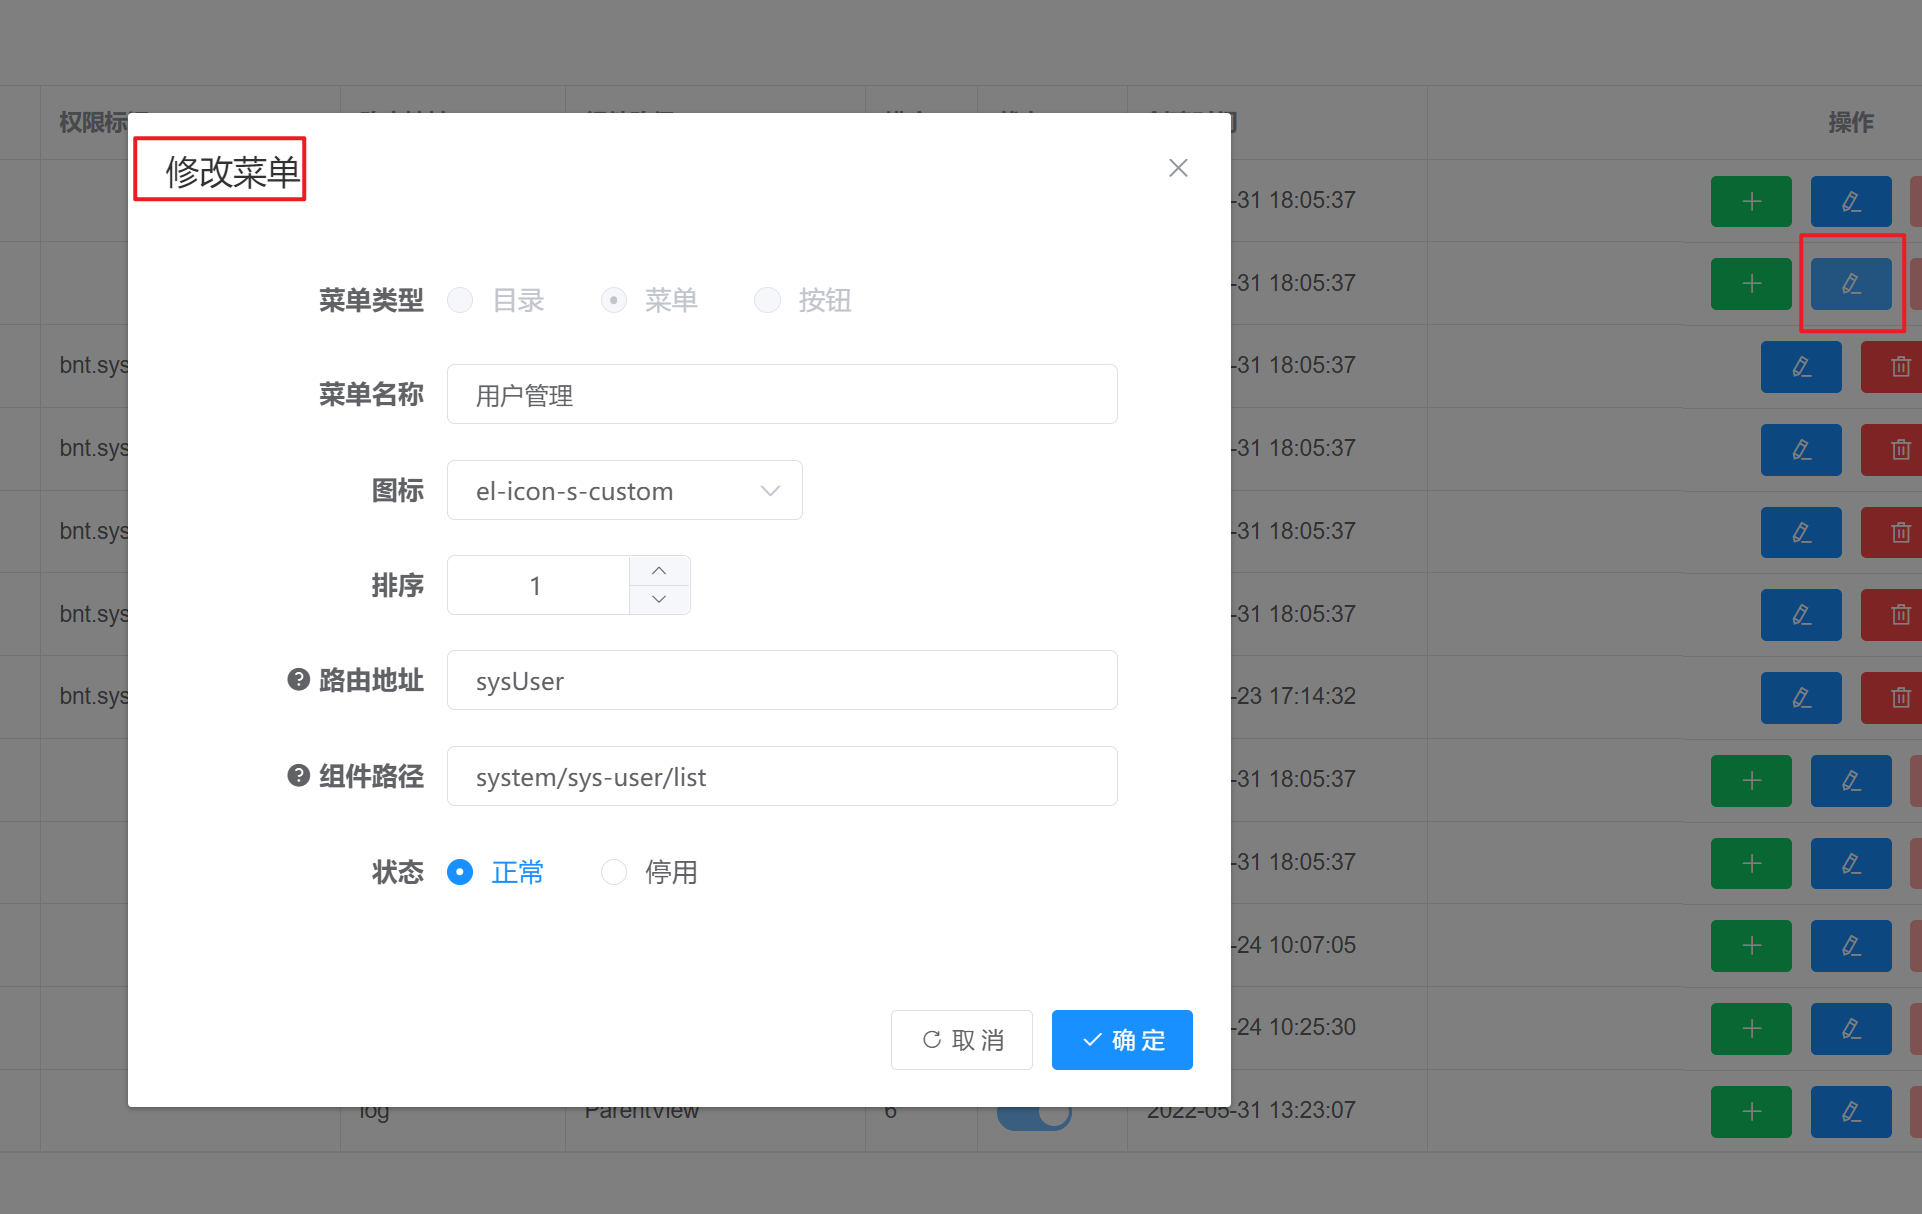 权限标
操作
修改菜单
-31 18:05:37
菜单类型 目录 菜单 按钮
-31 18:05:37
bnt.sys
-31 18:05:37
菜单名称 用户管理
bnt.sys
-31 18:05:37
图标 el-icon-s-custom
bnt.sys
-31 18:05:37
排序 1
bnt.sys
-31 18:05:37
路由地址 sysUser
bnt.sys
-23 17:14:32
组件路径 system/sys-user/list
-31 18:05:37
状态 正常 停用
-31 18:05:37
-24 10:07:05
取消 确定
-24 10:25:30
log ParentView 6 2022-05-31 13:23:07